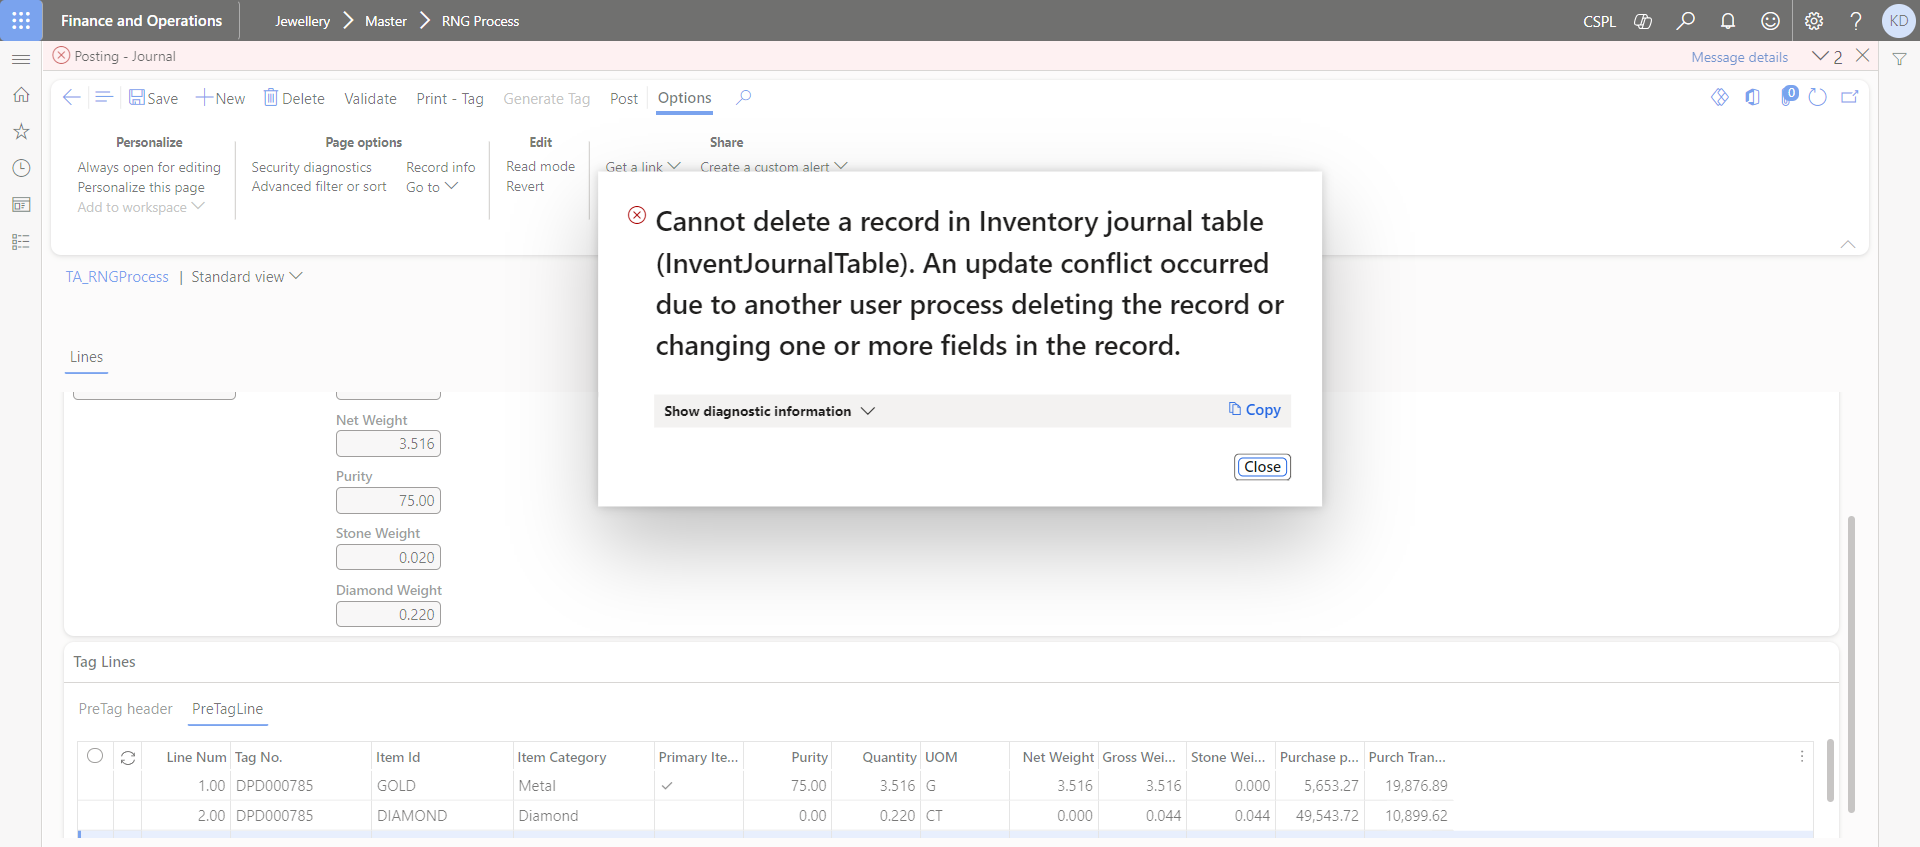 Finance and Operations
Jewellery
Master
RNG Process
CSPL
KD
Posting - Journal
Message details
2
Save
New
Delete
Validate
Print - Tag
Generate Tag
Post
Options
0
Personalize
Page options
Edit
Share
Always open for editing
Security diagnostics
Record info
Read mode
Get a link
Create a custom alert
Personalize this page
Advanced filter or sort
Go to
Revert
Add to workspace
Cannot delete a record in Inventory journal table
(InventJournalTable). An update conflict occurred
due to another user process deleting the record or
changing one or more fields in the record.
Show diagnostic information
Copy
Close
TA_RNGProcess | Standard view
Lines
Net Weight
3.516
Purity
75.00
Stone Weight
0.020
Diamond Weight
0.220
Tag Lines
PreTag header
PreTagLine
Line Num Tag No. Item Id Item Category Primary Ite... Purity Quantity UOM Net Weight Gross Wei... Stone Wei... Purchase p... Purch Tran...
1.00 DPD000785 GOLD Metal 75.00 3.516 G 3.516 3.516 0.000 5,653.27 19,876.89
2.00 DPD000785 DIAMOND Diamond 0.00 0.220 CT 0.000 0.044 0.044 49,543.72 10,899.62